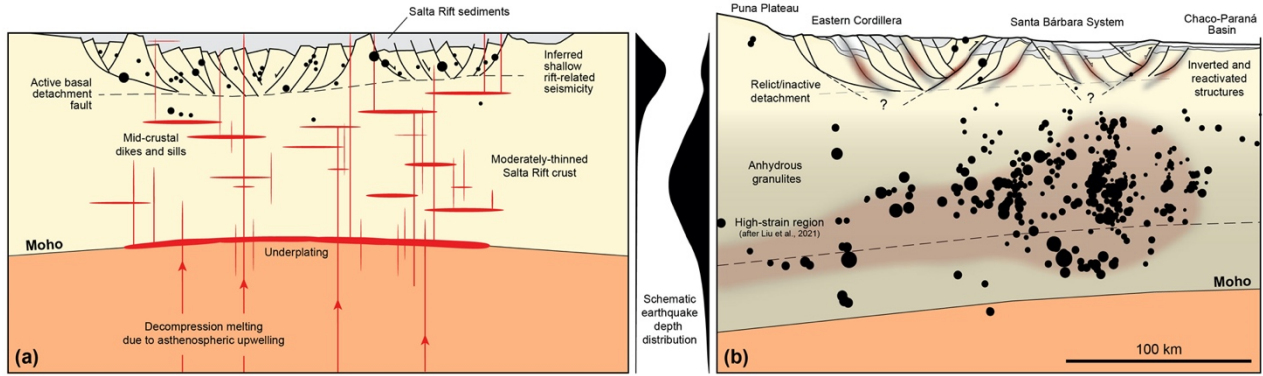 Salta Rift sediments
Active basal
detachment
fault
Inferred
shallow
rift-related
seismicity
Mid-crustal
dikes and sills
Moderately-thinned
Salta Rift crust
Moho
Underplating
Decompression melting
due to asthenospheric upwelling
(a)
Schematic
earthquake
depth
distribution
Puna Plateau
Eastern Cordillera
Santa Bárbara System
Chaco-Paraná
Basin
Relict/inactive
detachment
?
?
Inverted and
reactivated
structures
Anhydrous
granulites
High-strain region
(after Liu et al., 2021)
Moho
(b)
100 km